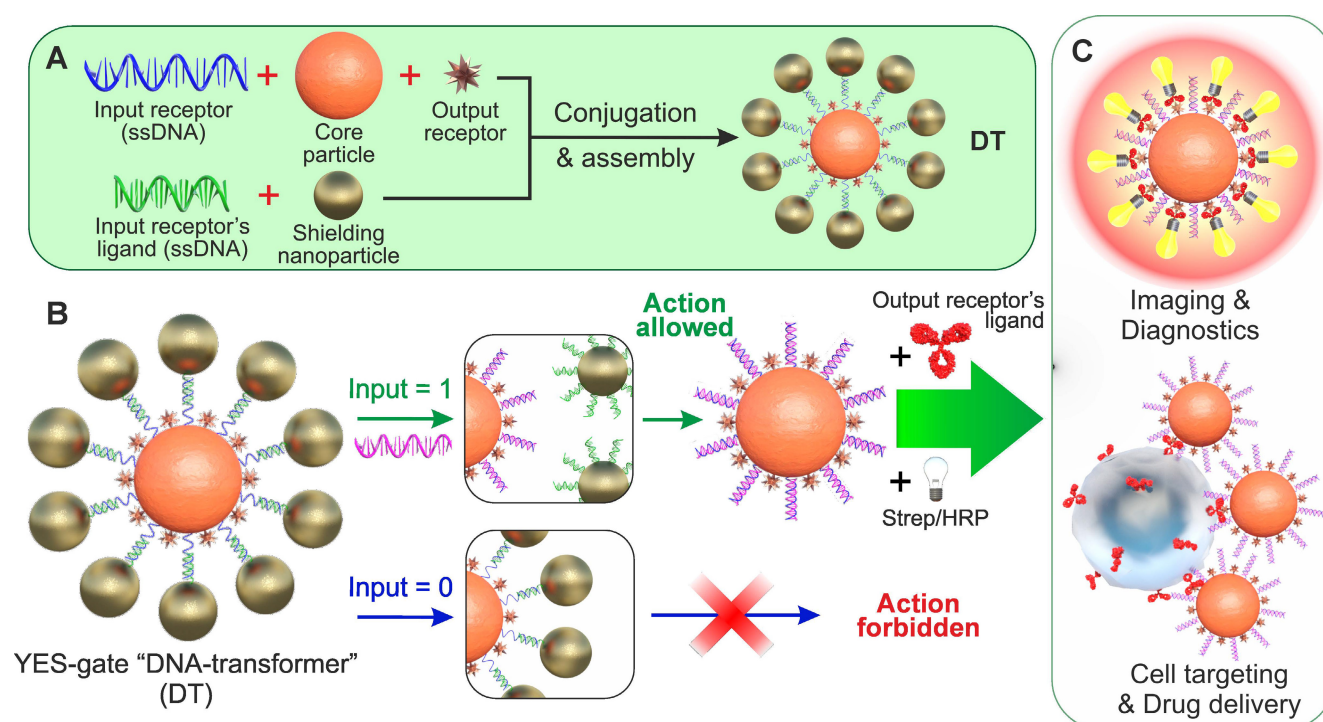 A
Input receptor
(ssDNA)
+
Core
particle
+
Output
receptor
Input receptor's
ligand (ssDNA)
+
Shielding
nanoparticle
Conjugation
& assembly
DT
B
YES-gate “DNA-transformer”
(DT)
Input = 1
Input = 0
Action
allowed
Output receptor’s
ligand
+
+
Strep/HRP
Action
forbidden
C
Imaging &
Diagnostics
Cell targeting
& Drug delivery